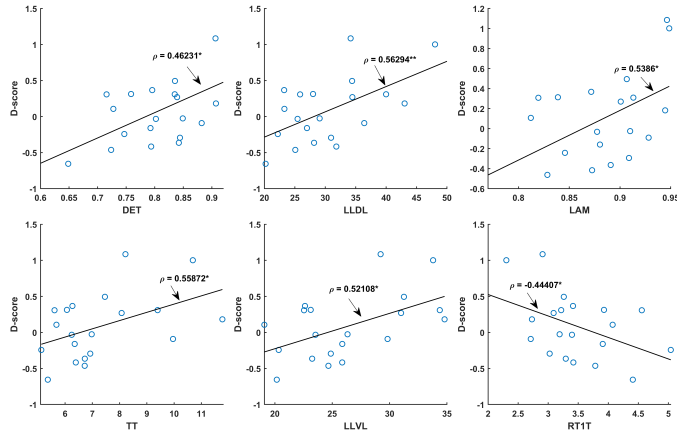 1.5
1
0.5
0
-0.5
-1
D-score
ρ = 0.46231*
0.6 0.65 0.7 0.75 0.8 0.85 0.9
DET
1.5
1
0.5
0
-0.5
-1
D-score
ρ = 0.56294**
20 25 30 35 40 45 50
LLDL
1.2
1
0.8
0.6
0.4
0.2
0
-0.2
-0.4
-0.6
D-score
ρ = 0.5386*
0.8 0.85 0.9 0.95
LAM
1.5
1
0.5
0
-0.5
-1
D-score
ρ = 0.55872*
6 7 8 9 10 11
TT
1.5
1
0.5
0
-0.5
-1
D-score
ρ = 0.52108*
20 25 30 35
LLVL
1.5
1
0.5
0
-0.5
-1
D-score
ρ = -0.44407*
2 2.5 3 3.5 4 4.5 5
RT1T